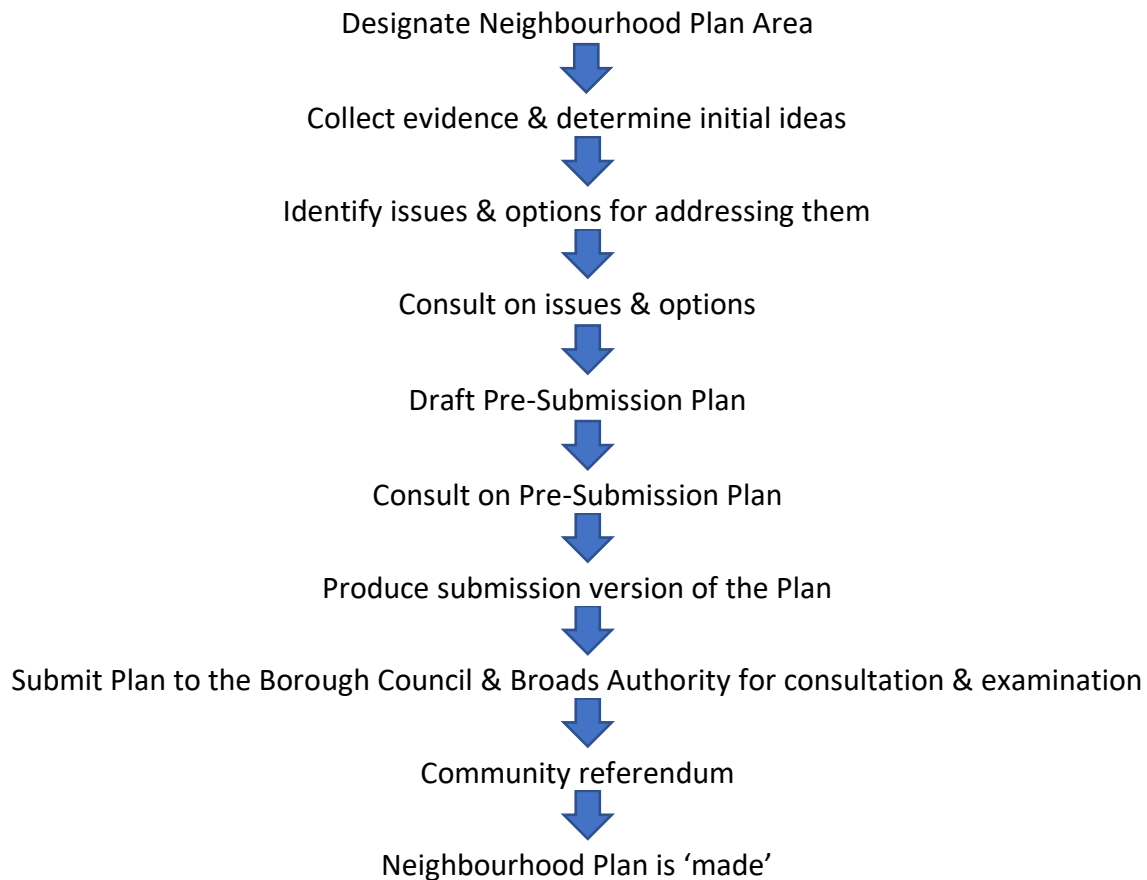 Designate Neighbourhood Plan Area
Collect evidence & determine initial ideas
Identify issues & options for addressing them
Consult on issues & options
Draft Pre-Submission Plan
Consult on Pre-Submission Plan
Produce submission version of the Plan
Submit Plan to the Borough Council & Broads Authority for consultation & examination
Community referendum
Neighbourhood Plan is ‘made’